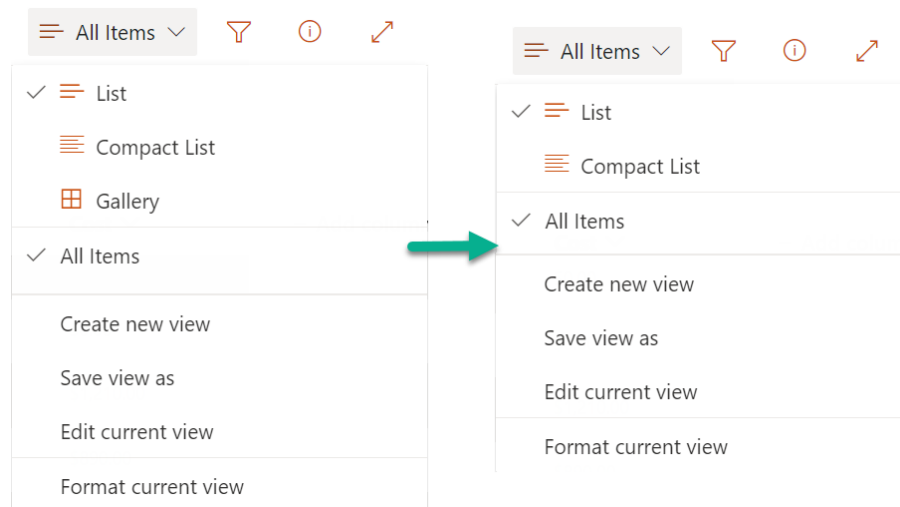 All Items
List
Compact List
Gallery
All Items
Create new view
Save view as
Edit current view
Format current view
All Items
List
Compact List
All Items
Create new view
Save view as
Edit current view
Format current view